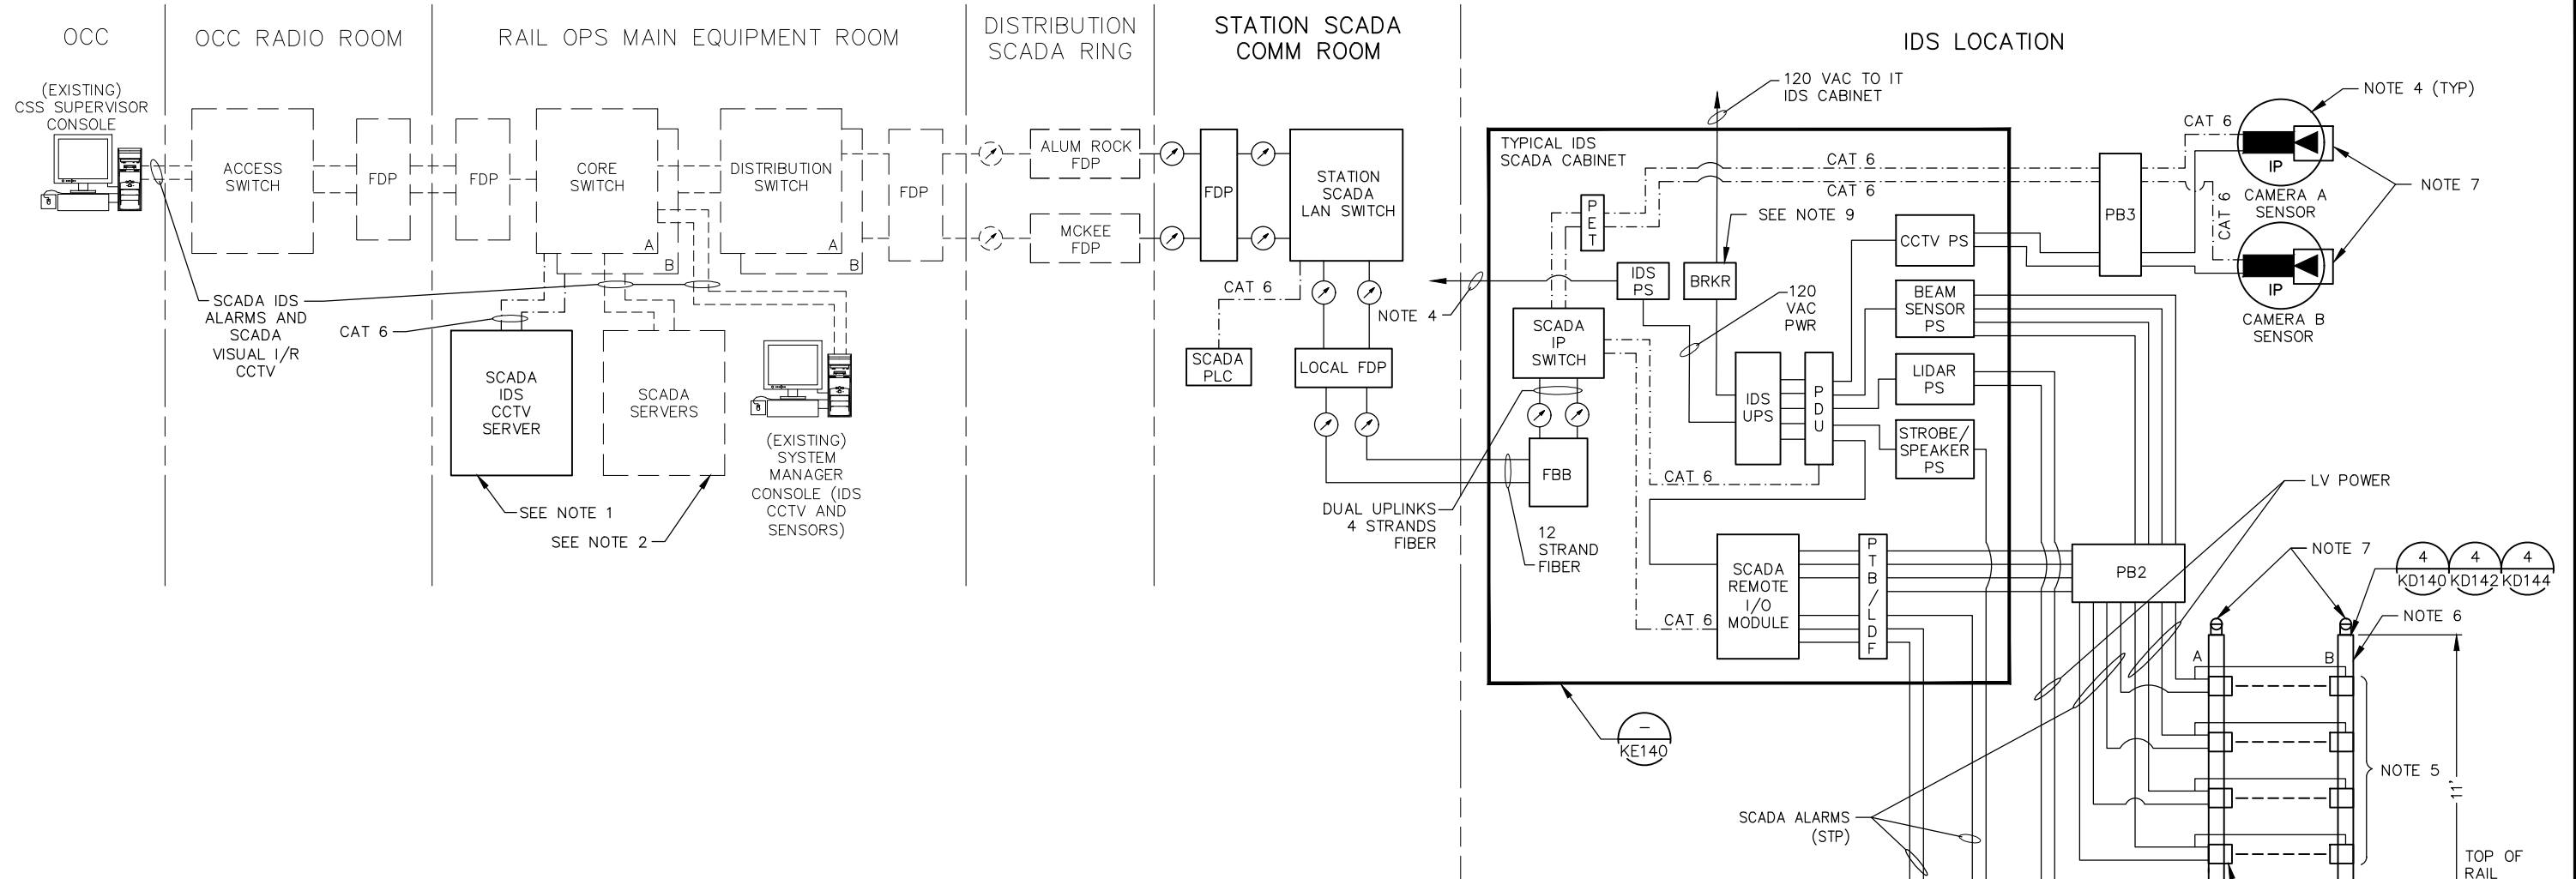 OCC
OCC RADIO ROOM
RAIL OPS MAIN EQUIPMENT ROOM
DISTRIBUTION
SCADA RING
STATION SCADA
COMM ROOM
IDS LOCATION
(EXISTING)
CSS SUPERVISOR
CONSOLE
ACCESS
SWITCH
FDP
FDP
CORE
SWITCH
A
B
DISTRIBUTION
SWITCH
A
B
FDP
ALUM ROCK
FDP
MCKEE
FDP
FDP
STATION
SCADA
LAN SWITCH
SCADA IDS
ALARMS AND
SCADA
VISUAL I/R
CCTV
CAT 6
SCADA
IDS
CCTV
SERVER
SCADA
SERVERS
(EXISTING)
SYSTEM
MANAGER
CONSOLE (IDS
CCTV AND
SENSORS)
SEE NOTE 1
SEE NOTE 2
CAT 6
SCADA
PLC
LOCAL FDP
DUAL UPLINKS
4 STRANDS
FIBER
12
STRAND
FIBER
120 VAC TO IT
IDS CABINET
TYPICAL IDS
SCADA CABINET
CAT 6
CAT 6
PET
SEE NOTE 9
IDS
PS
BRKR
NOTE 4
120
VAC
PWR
SCADA
IP
SWITCH
FBB
IDS
UPS
PDU
CAT 6
CCTV PS
BEAM
SENSOR
PS
LIDAR
PS
STROBE/
SPEAKER
PS
SCADA
REMOTE
I/O
MODULE
CAT 6
PTB/LDF
KE140
PB3
CAT 6
CAT 6
NOTE 4 (TYP)
IP
CAMERA A
SENSOR
NOTE 7
IP
CAMERA B
SENSOR
LV POWER
PB2
NOTE 7
4
KD140
4
KD142
4
KD144
NOTE 6
A
B
NOTE 5
11'
SCADA ALARMS
(STP)
TOP OF
RAIL